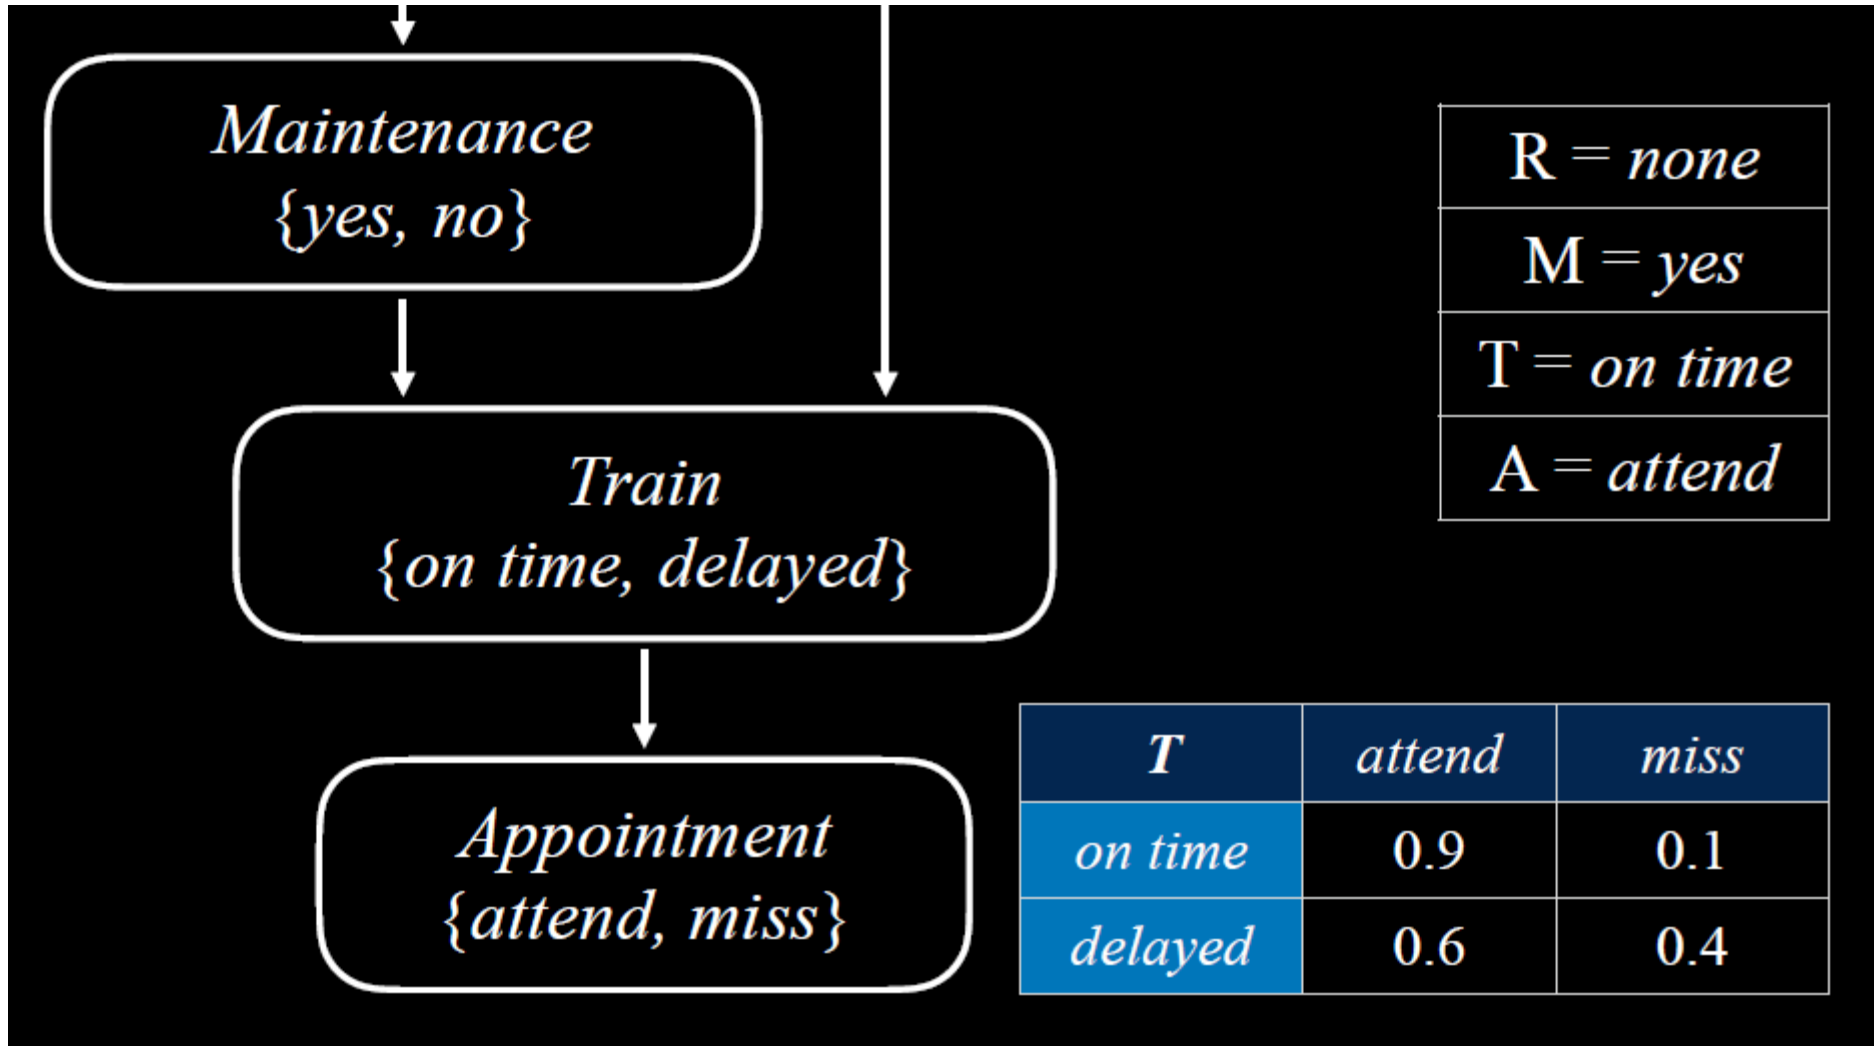 Maintenance
{yes, no}
R = none
M = yes
T = on time
A = attend
Train
{on time, delayed}
Appointment
{attend, miss}
T attend miss
on time 0.9 0.1
delayed 0.6 0.4